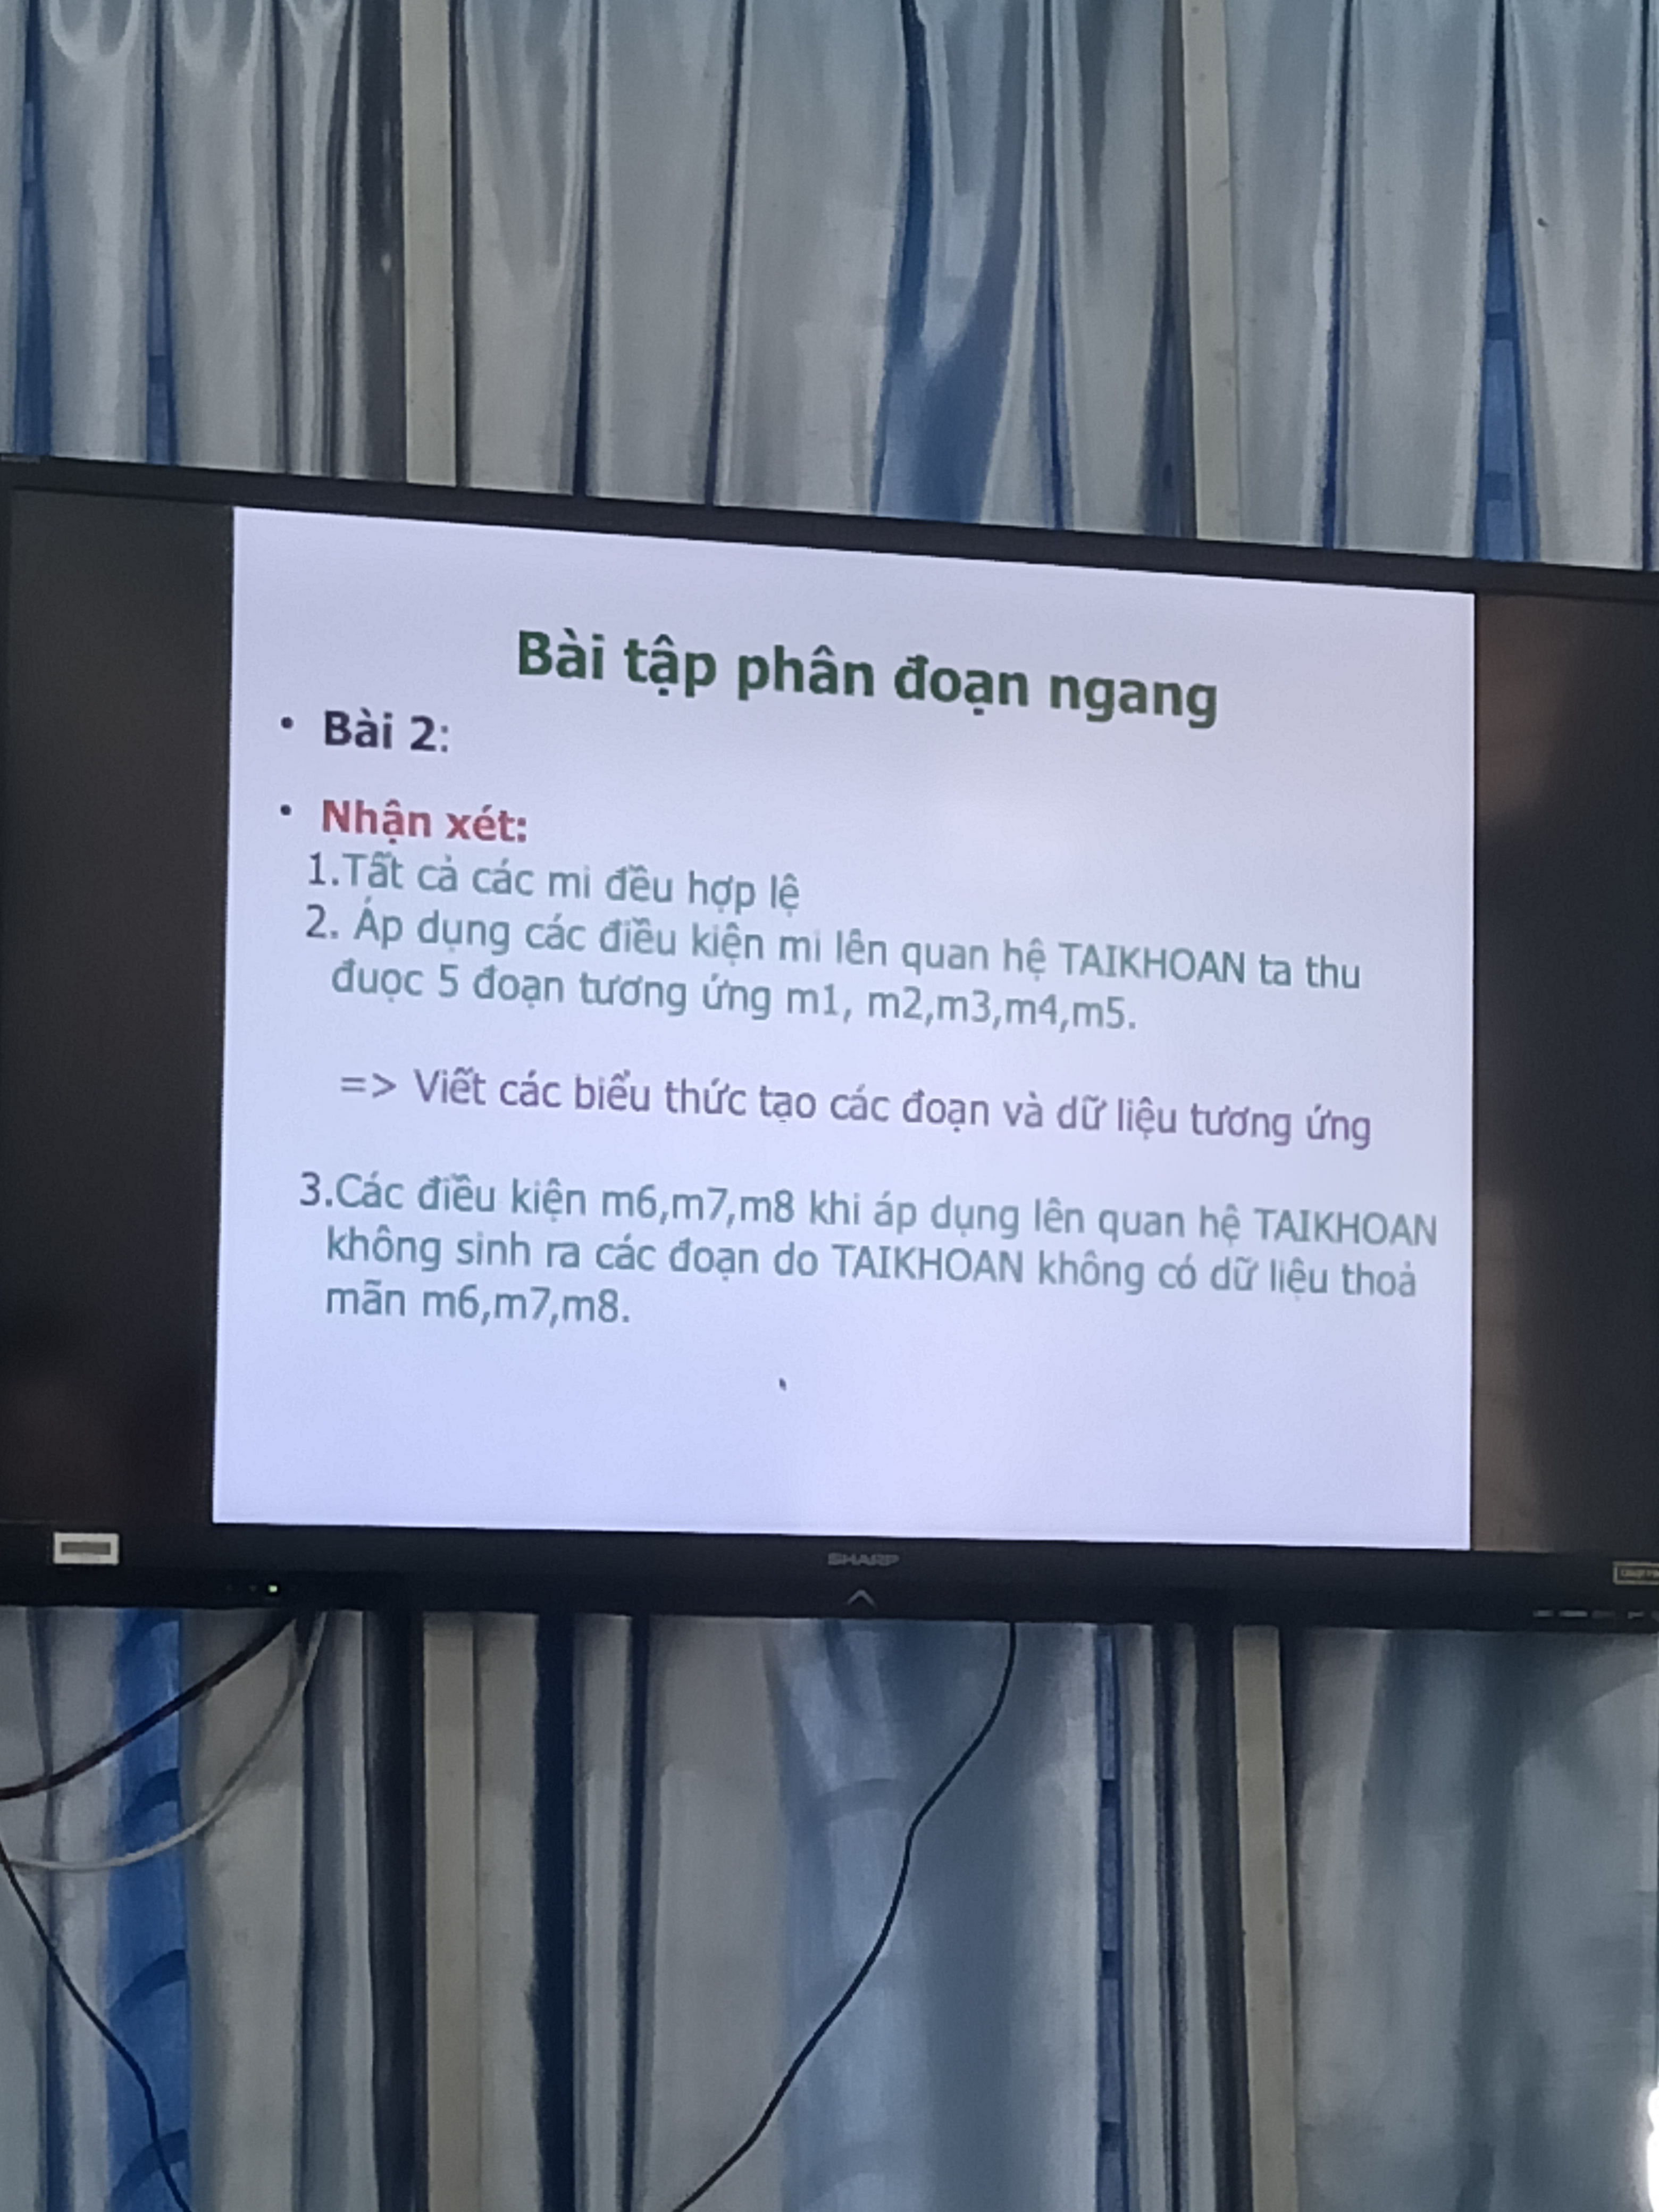 Bài tập phân đoạn ngang
• Bài 2:
• Nhận xét:
1.Tất cả các mi đều hợp lệ
2. Áp dụng các điều kiện mi lên quan hệ TAIKHOAN ta thu
đuọc 5 đoạn tương ứng m1, m2,m3,m4,m5.
=> Viết các biểu thức tạo các đoạn và dữ liệu tương ứng
3.Các điều kiện m6,m7,m8 khi áp dụng lên quan hệ TAIKHOAN
không sinh ra các đoạn do TAIKHOAN không có dữ liệu thoả
mãn m6,m7,m8.
SHARP